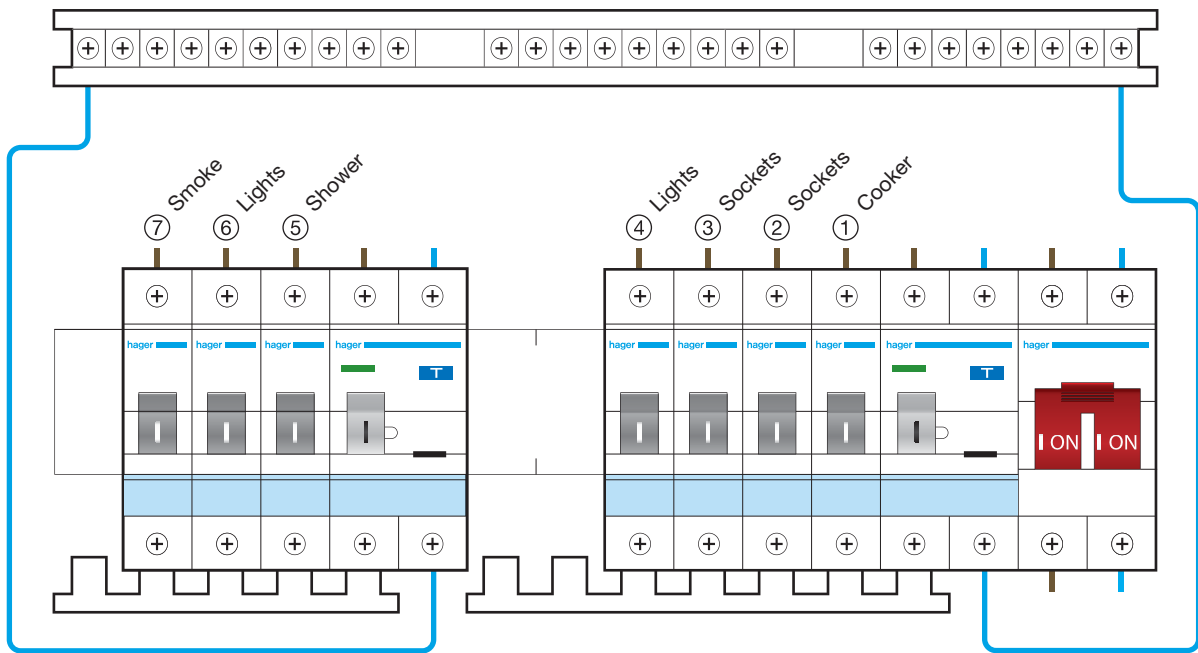 7 Smoke
6 Lights
5 Shower
4 Lights
3 Sockets
2 Sockets
1 Cooker
hager hager hager hager
hager hager hager hager hager hager
T
T
I ON I ON